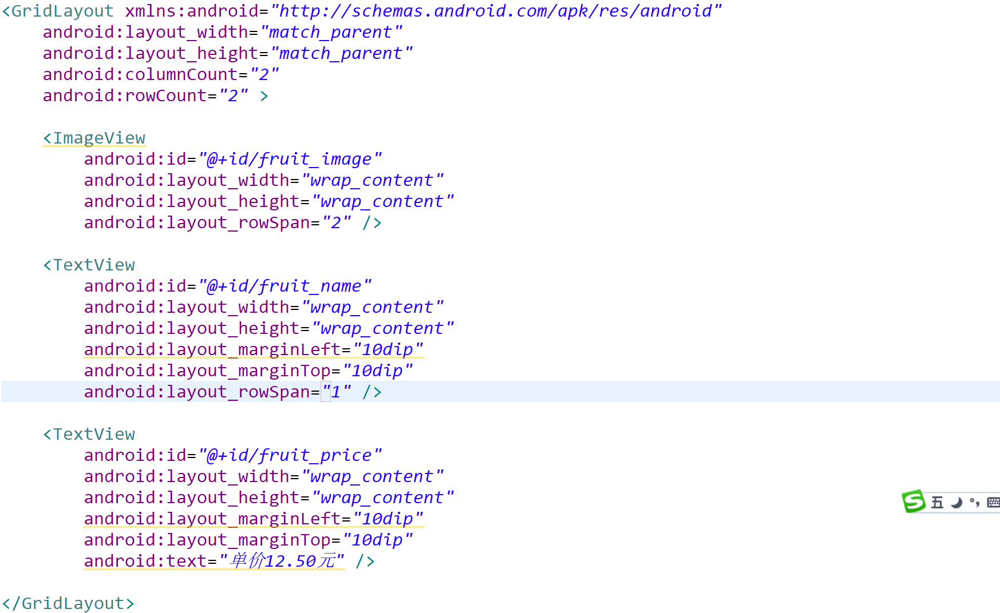 <GridLayout xmlns:android="http://schemas.android.com/apk/res/android"
    android:layout_width="match_parent"
    android:layout_height="match_parent"
    android:columnCount="2"
    android:rowCount="2" >

    <ImageView
        android:id="@+id/fruit_image"
        android:layout_width="wrap_content"
        android:layout_height="wrap_content"
        android:layout_rowSpan="2" />

    <TextView
        android:id="@+id/fruit_name"
        android:layout_width="wrap_content"
        android:layout_height="wrap_content"
        android:layout_marginLeft="10dip"
        android:layout_marginTop="10dip"
        android:layout_rowSpan="1" />

    <TextView
        android:id="@+id/fruit_price"
        android:layout_width="wrap_content"
        android:layout_height="wrap_content"
        android:layout_marginLeft="10dip"
S 五 °,
        android:layout_marginTop="10dip"
        android:text="单价12.50元" />

</GridLayout>